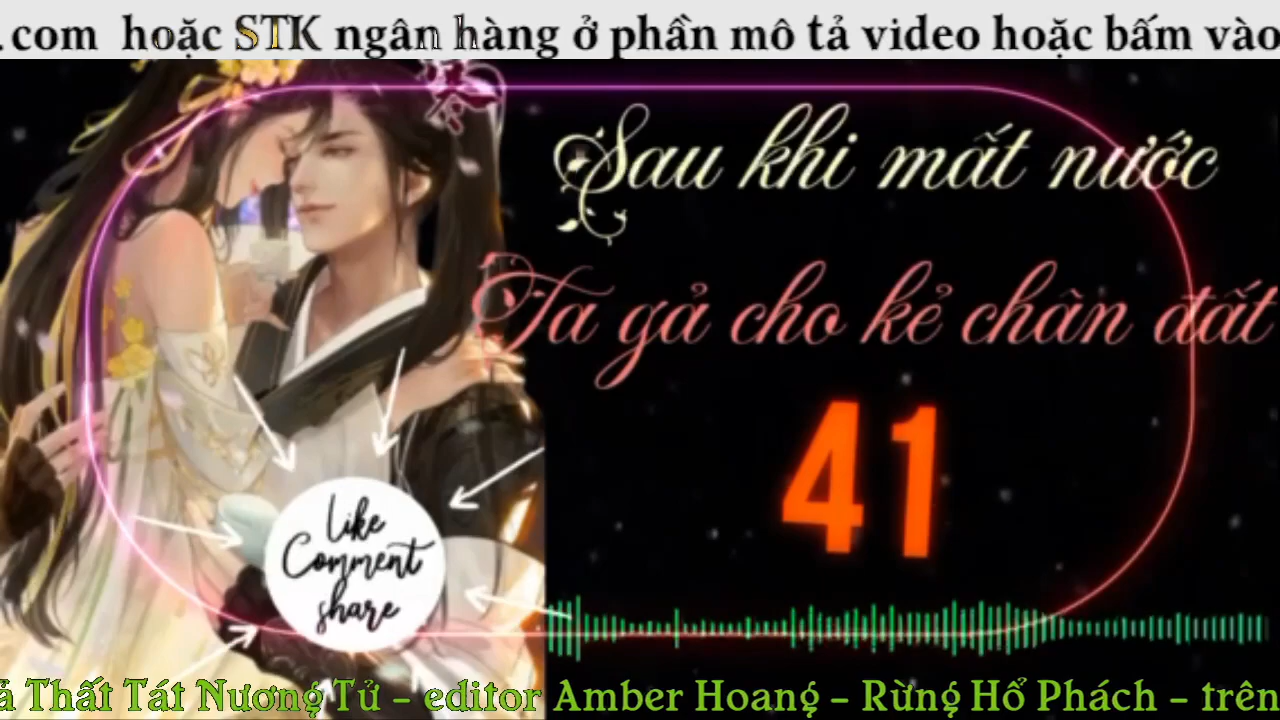 .com hoặc STK ngân hàng ở phần mô tả video hoặc bấm vào
Sau khi mất nước
Ta gả cho kẻ chân đất
41
like
Comment
share
ả Thất Tát Nương Tử – editor Amber Hoang – Rừng Hổ Phách – trên